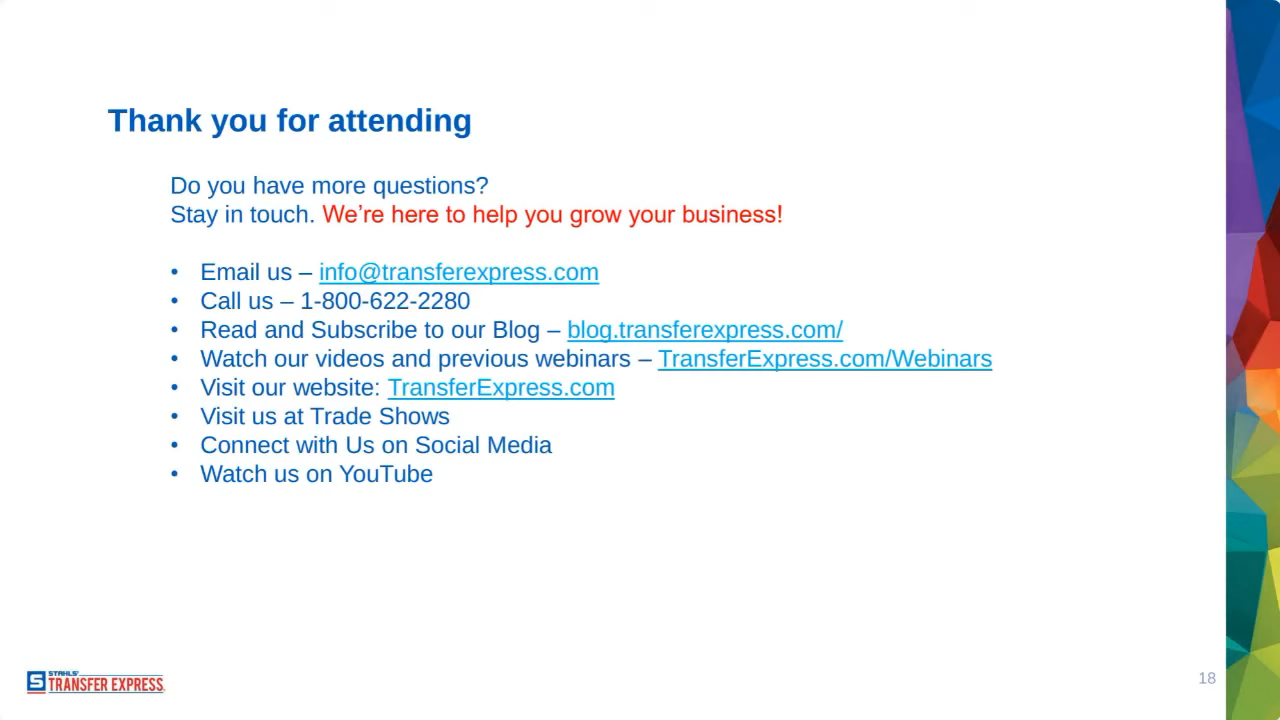 Thank you for attending
Do you have more questions?
Stay in touch. We’re here to help you grow your business!
• Email us – info@transferexpress.com
• Call us – 1-800-622-2280
• Read and Subscribe to our Blog – blog.transferexpress.com/
• Watch our videos and previous webinars – TransferExpress.com/Webinars
• Visit our website: TransferExpress.com
• Visit us at Trade Shows
• Connect with Us on Social Media
• Watch us on YouTube
S STAHLS'
TRANSFER EXPRESS
18